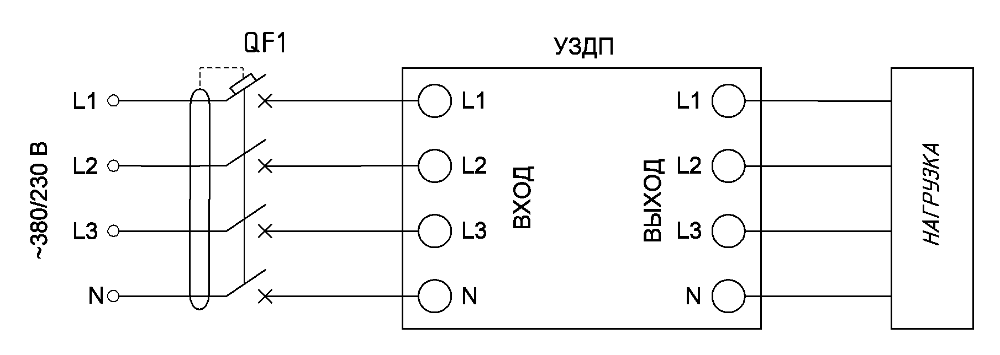 QF1
УЗДП
~380/230 В
L1
L2
L3
N
L1
L2
L3
N
ВХОД
ВЫХОД
L1
L2
L3
N
НАГРУЗКА